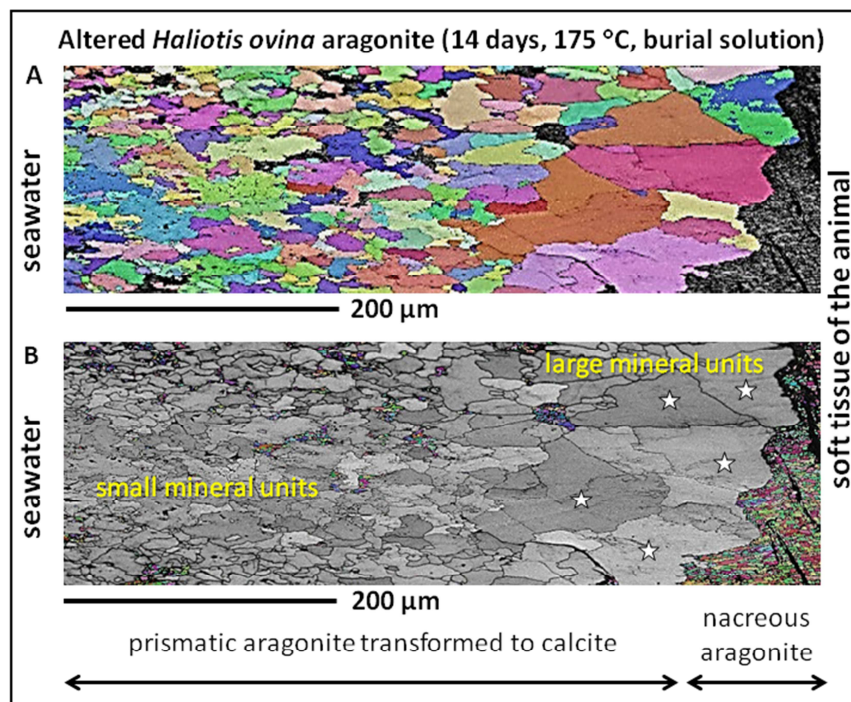 Altered Haliotis ovina aragonite (14 days, 175 °C, burial solution)
A
seawater
200 µm
B
large mineral units
small mineral units
seawater
soft tissue of the animal
200 µm
prismatic aragonite transformed to calcite
nacreous
aragonite